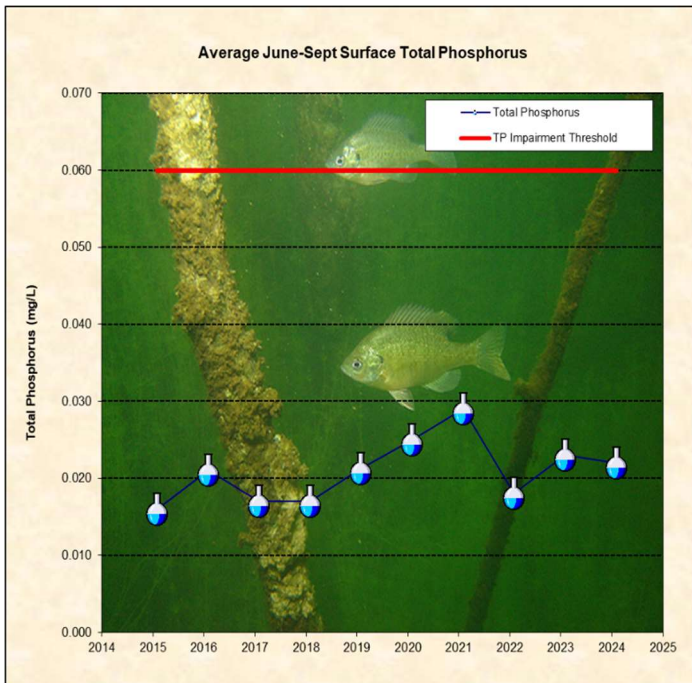 Average June-Sept Surface Total Phosphorus
Total Phosphorus
TP Impairment Threshold
Total Phosphorus (mg/L)
0.070
0.060
0.050
0.040
0.030
0.020
0.010
0.000
2014 2015 2016 2017 2018 2019 2020 2021 2022 2023 2024 2025